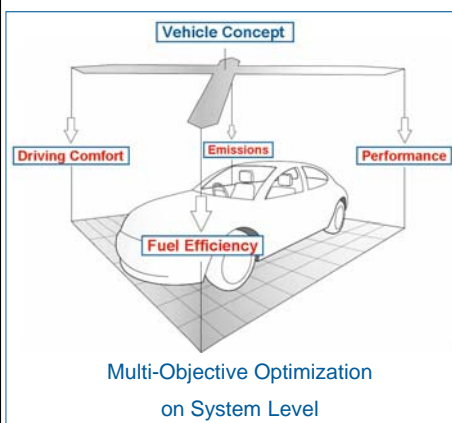 Vehicle Concept
Driving Comfort
Emissions
Performance
Fuel Efficiency
Multi-Objective Optimization
on System Level